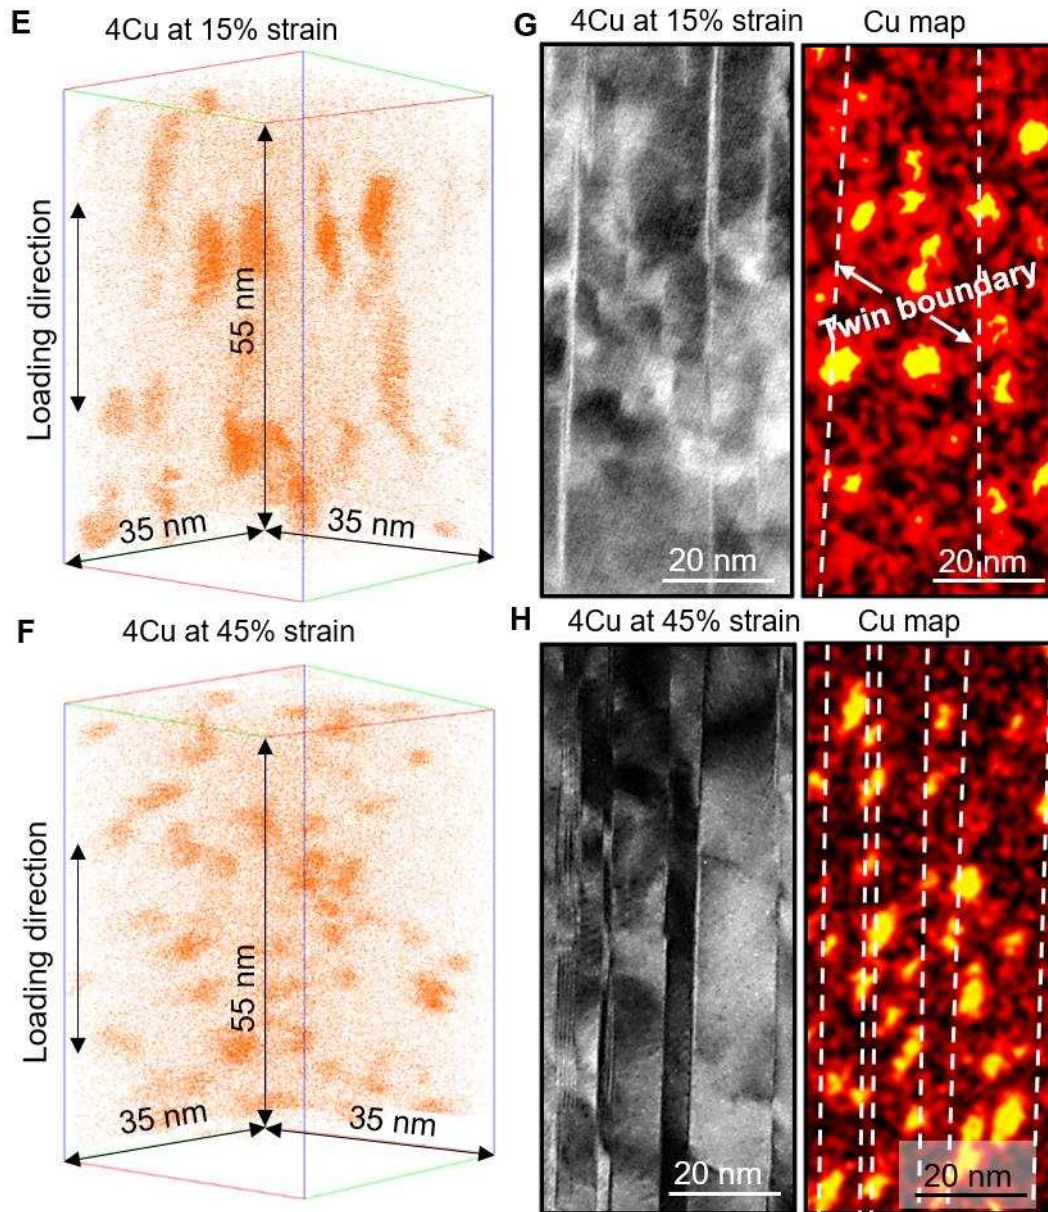 E
4Cu at 15% strain
Loading direction
55 nm
35 nm
35 nm
G
4Cu at 15% strain
Cu map
Twin boundary
20 nm
20 nm
F
4Cu at 45% strain
Loading direction
55 nm
35 nm
35 nm
H
4Cu at 45% strain
Cu map
20 nm
20 nm